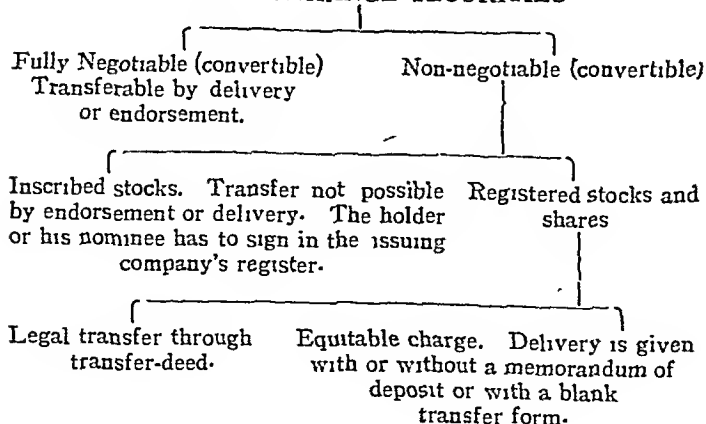 Fully Negotiable (convertible)
Transferable by delivery
or endorsement.
Non-negotiable (convertible)
Inscribed stocks. Transfer not possible
by endorsement or delivery. The holder
or his nominee has to sign in the issuing
company's register.
Registered stocks and
shares
Legal transfer through
transfer-deed.
Equitable charge. Delivery is given
with or without a memorandum of
deposit or with a blank
transfer form.